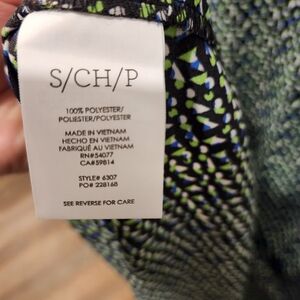 S/CH/P
100% POLYESTER/
POLIESTER/POLYESTER
MADE IN VIETNAM
HECHO EN VIETNAM
FABRIQUÉ AU VIETNAM
RN#54077
CA#59814
STYLE# 6307
PO# 228168
SEE REVERSE FOR CARE